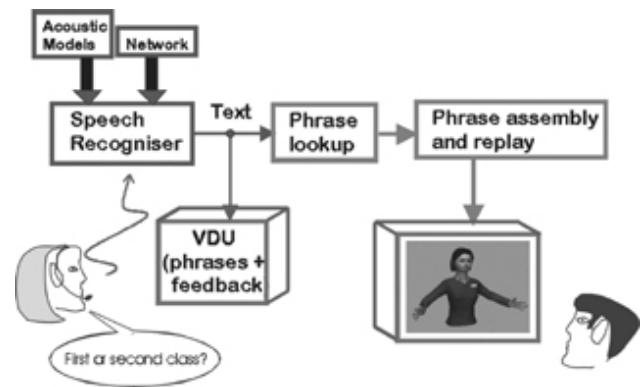 Acoustic
Models
Network
Speech
Recogniser
Text
Phrase
lookup
Phrase assembly
and replay
VDU
(phrases +
feedback
First or second class?